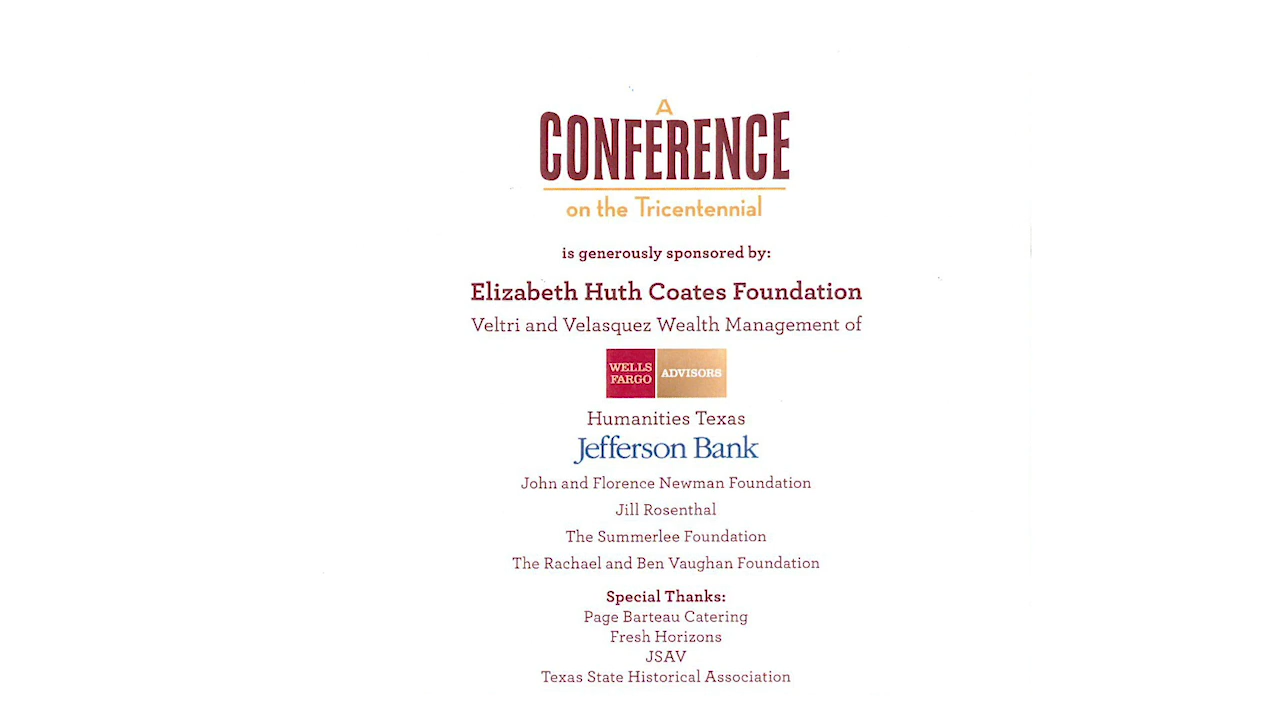 A
CONFERENCE
on the Tricentennial
is generously sponsored by:
Elizabeth Huth Coates Foundation
Veltri and Velasquez Wealth Management of
WELLS FARGO ADVISORS
Humanities Texas
Jefferson Bank
John and Florence Newman Foundation
Jill Rosenthal
The Summerlee Foundation
The Rachael and Ben Vaughan Foundation
Special Thanks:
Page Barteau Catering
Fresh Horizons
JSAV
Texas State Historical Association